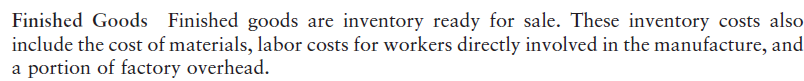 Finished Goods Finished goods are inventory ready for sale. These inventory costs also
include the cost of materials, labor costs for workers directly involved in the manufacture, and
a portion of factory overhead.